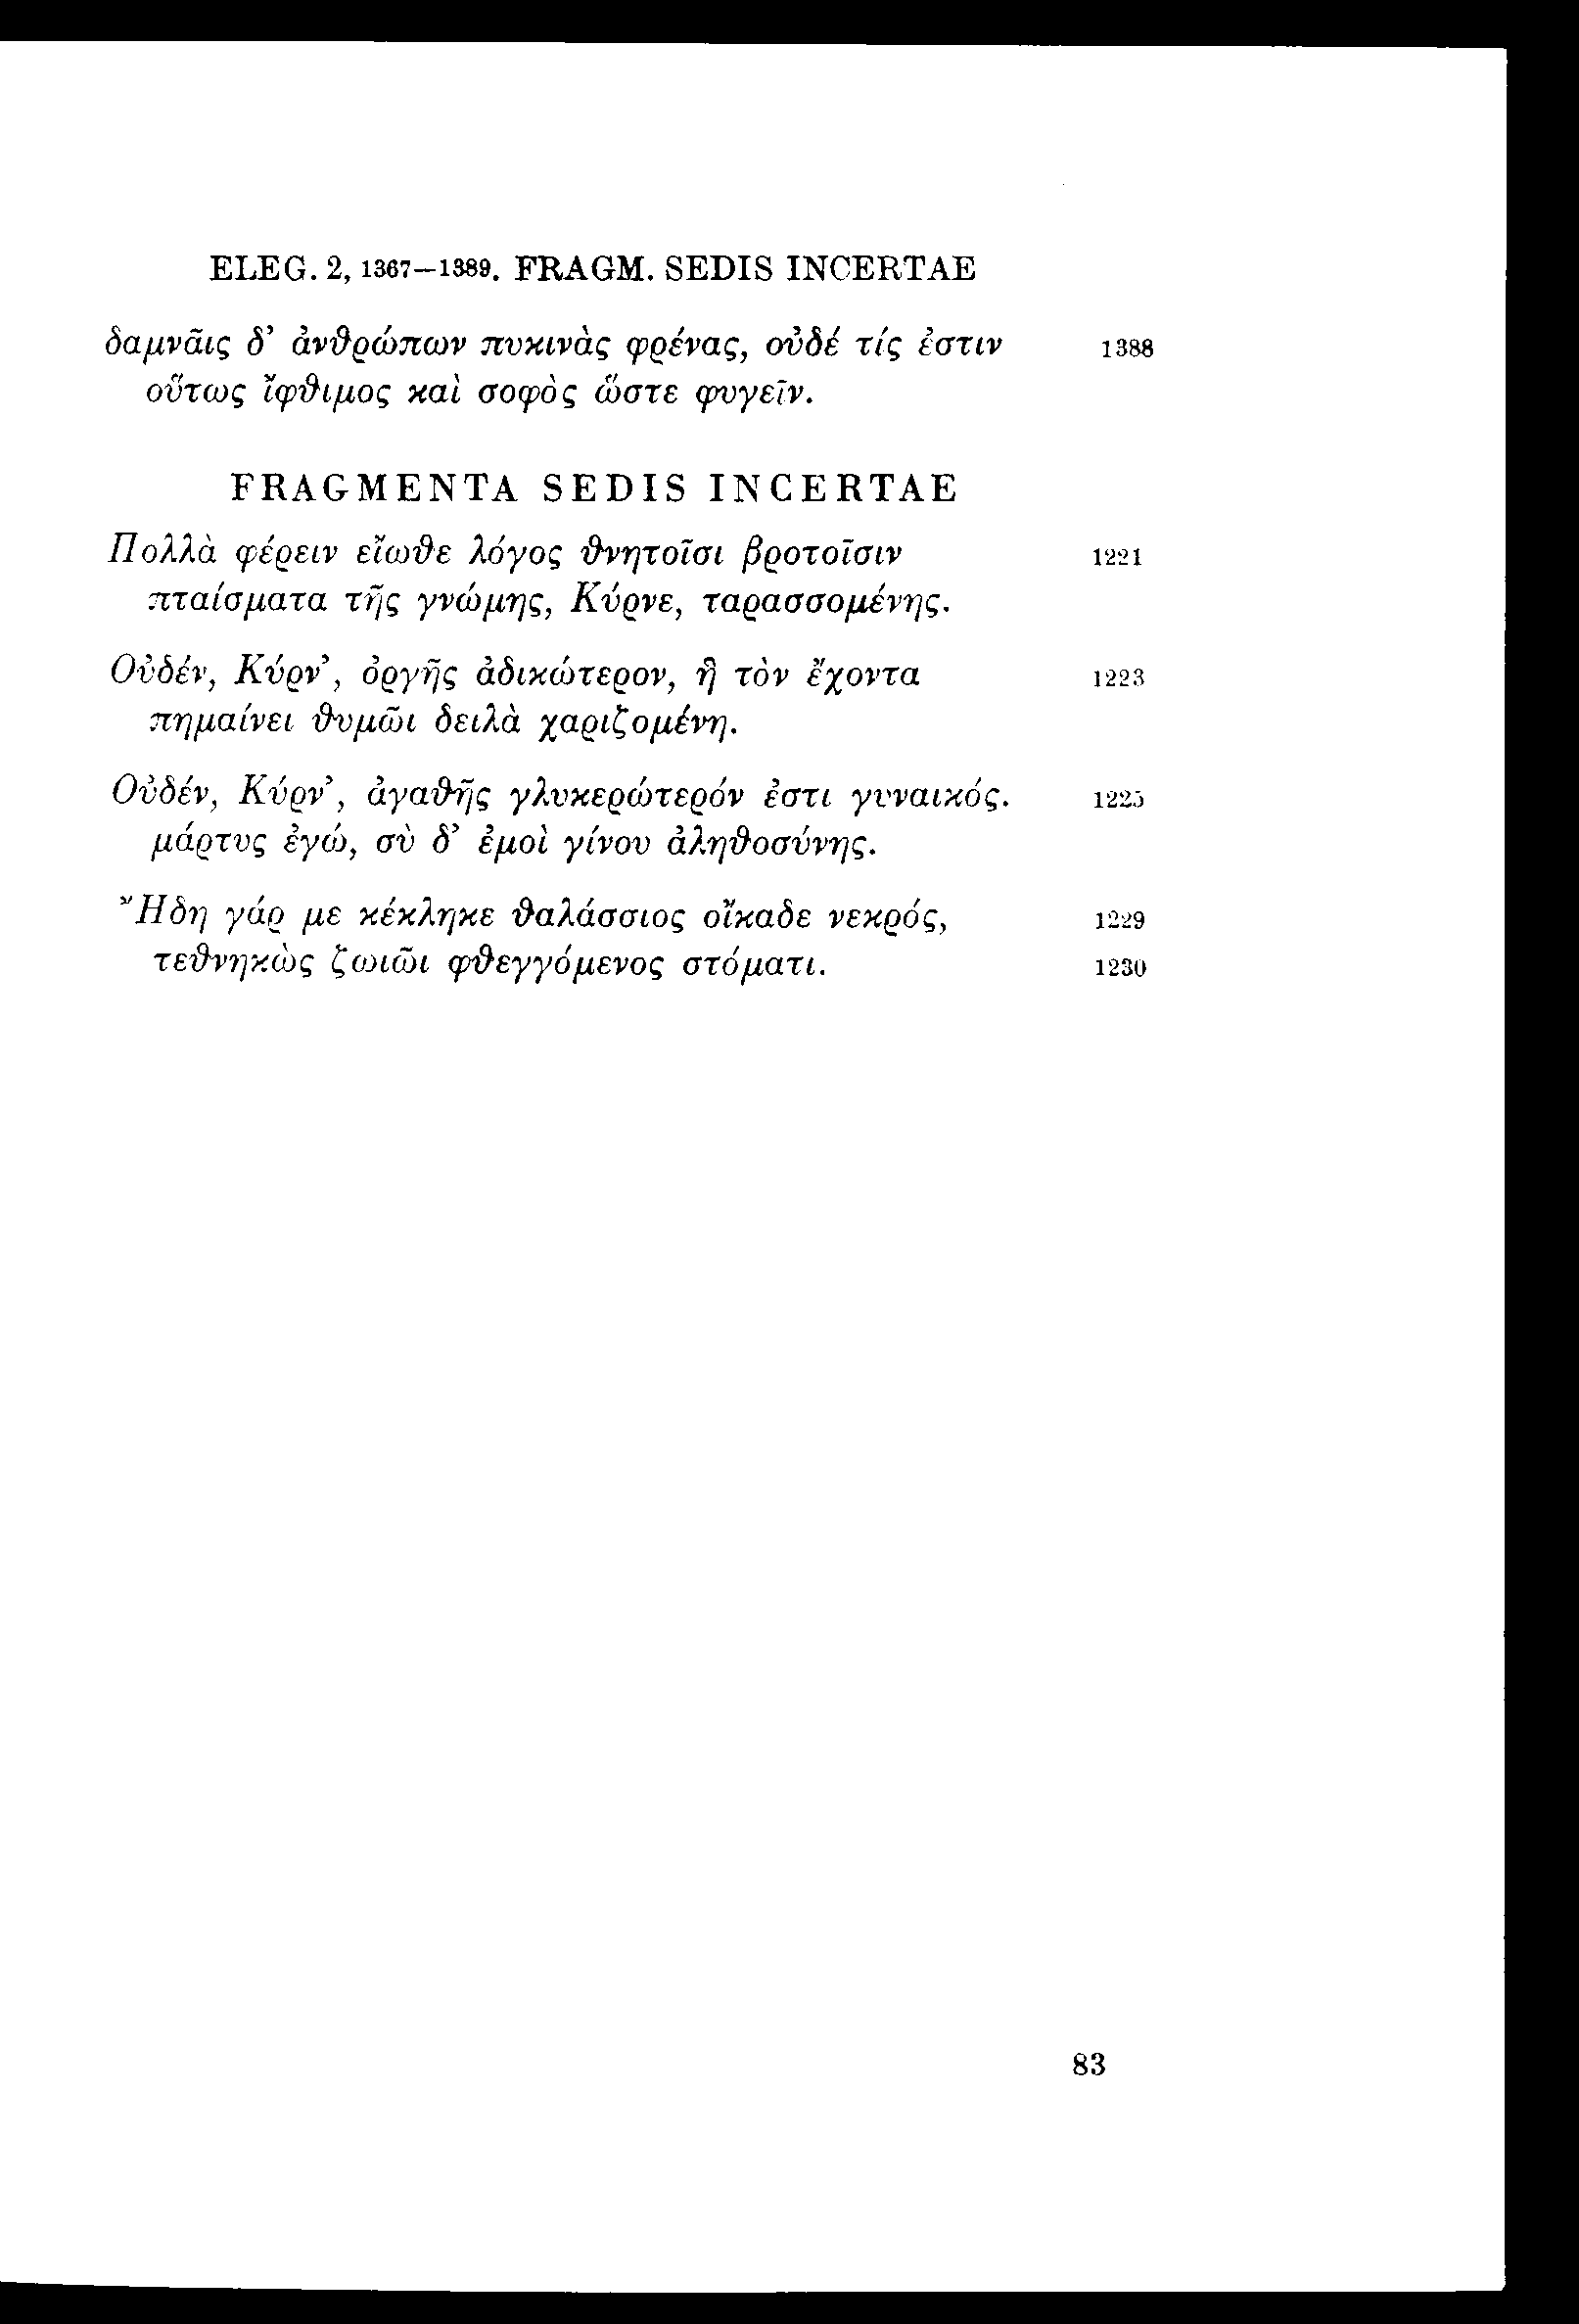 ELEG. 2, 1367–1389. FRAGM. SEDIS INCERTAE
δαμνᾶις δ’ ἀνθρώπων πυκινὰς φρένας, οὐδέ τίς ἐστιν 1388
οὕτως ἴφθιμος καὶ σοφὸς ὥστε φυγεῖν.
FRAGMENTA SEDIS INCERTAE
Πολλὰ φέρειν εἴωθε λόγος θνητοῖσι βροτοῖσιν 1221
πταίσματα τῆς γνώμης, Κύρνε, ταρασσομένης.
Οὐδέν, Κύρν’, ὀργῆς ἀδικώτερον, ἣ τὸν ἔχοντα 1223
πημαίνει θυμῶι δειλὰ χαριζομένη.
Οὐδέν, Κύρν’, ἀγαθῆς γλυκερώτερόν ἐστι γυναικός. 1225
μάρτυς ἐγώ, σὺ δ’ ἐμοὶ γίνου ἀληθοσύνης.
Ἤδη γάρ με κέκληκε θαλάσσιος οἴκαδε νεκρός, 1229
τεθνηκὼς ζωιῶι φθεγγόμενος στόματι. 1230
83